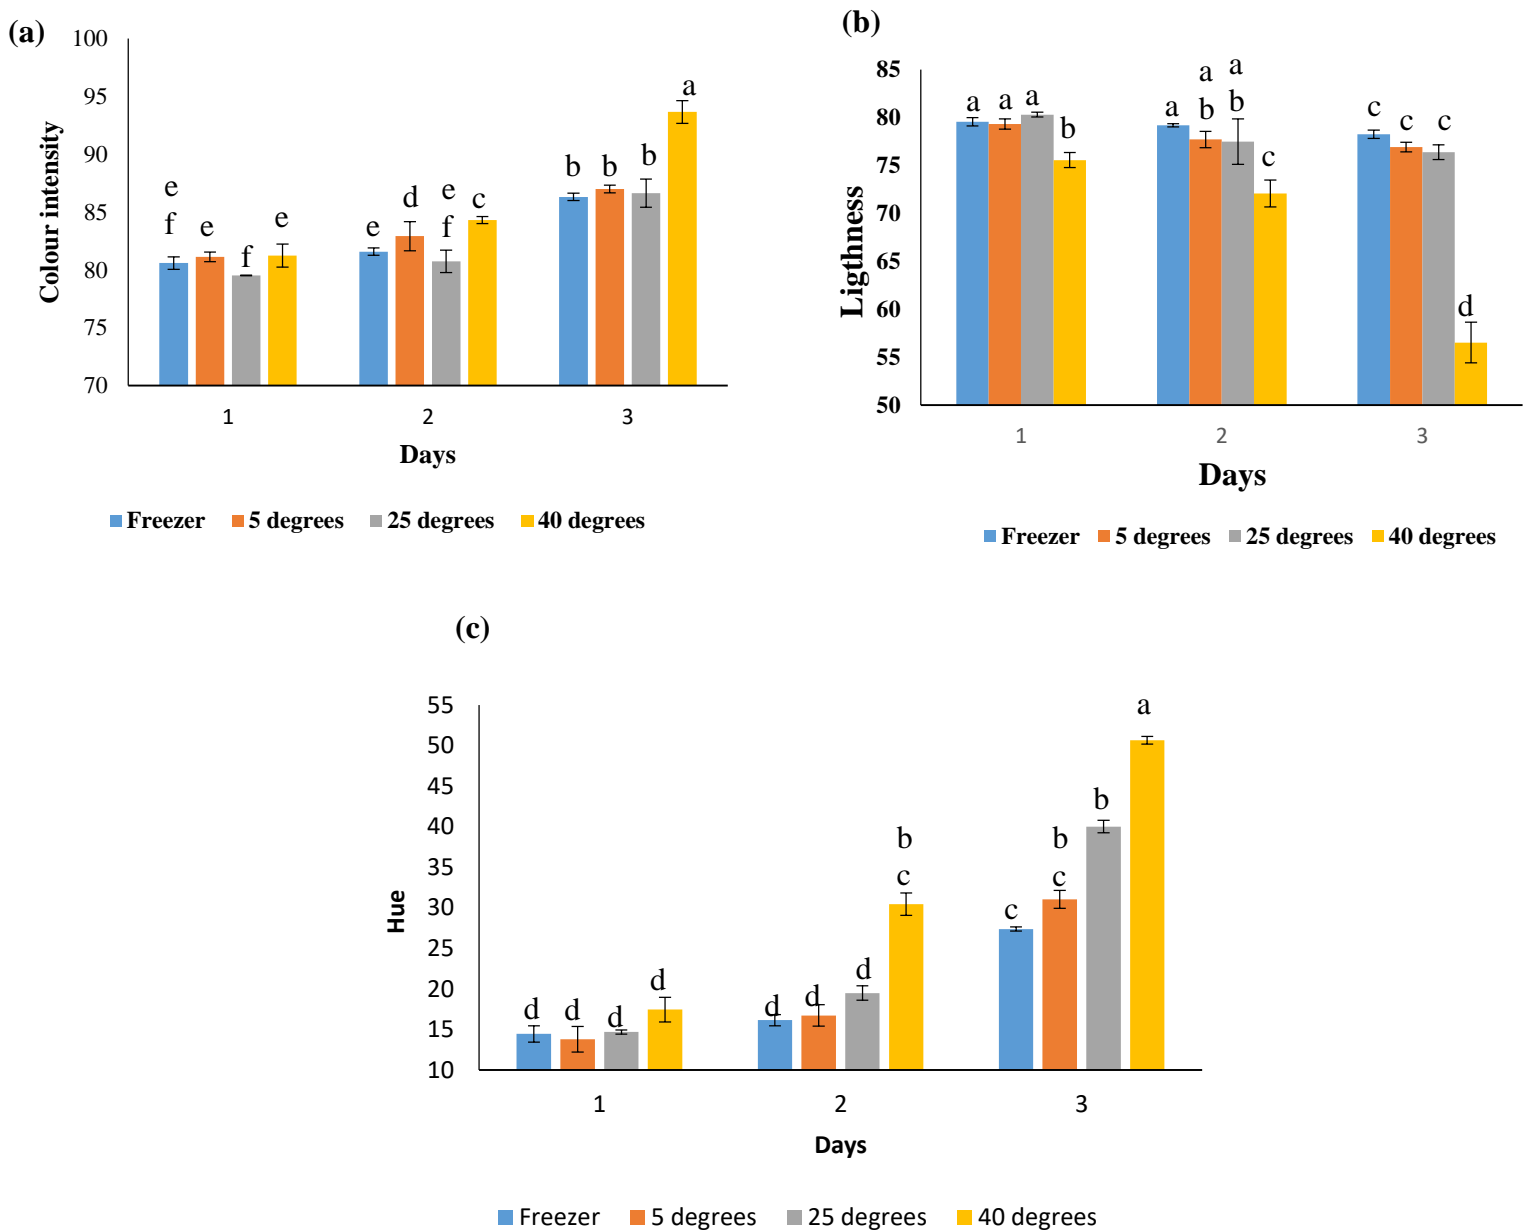 (a)
100
95
90
85
80
75
70
Colour intensity
e
f
e
f
e
e
d
e
f
c
b
b
b
a
1
2
3
Days
Freezer
5 degrees
25 degrees
40 degrees
(b)
85
80
75
70
65
60
55
50
Ligthness
a
a
a
b
a
a
b
a
b
c
c
c
c
d
1
2
3
Days
Freezer
5 degrees
25 degrees
40 degrees
(c)
55
50
45
40
35
30
25
20
15
10
Hue
d
d
d
d
d
d
d
b
c
c
b
c
b
a
1
2
3
Days
Freezer
5 degrees
25 degrees
40 degrees